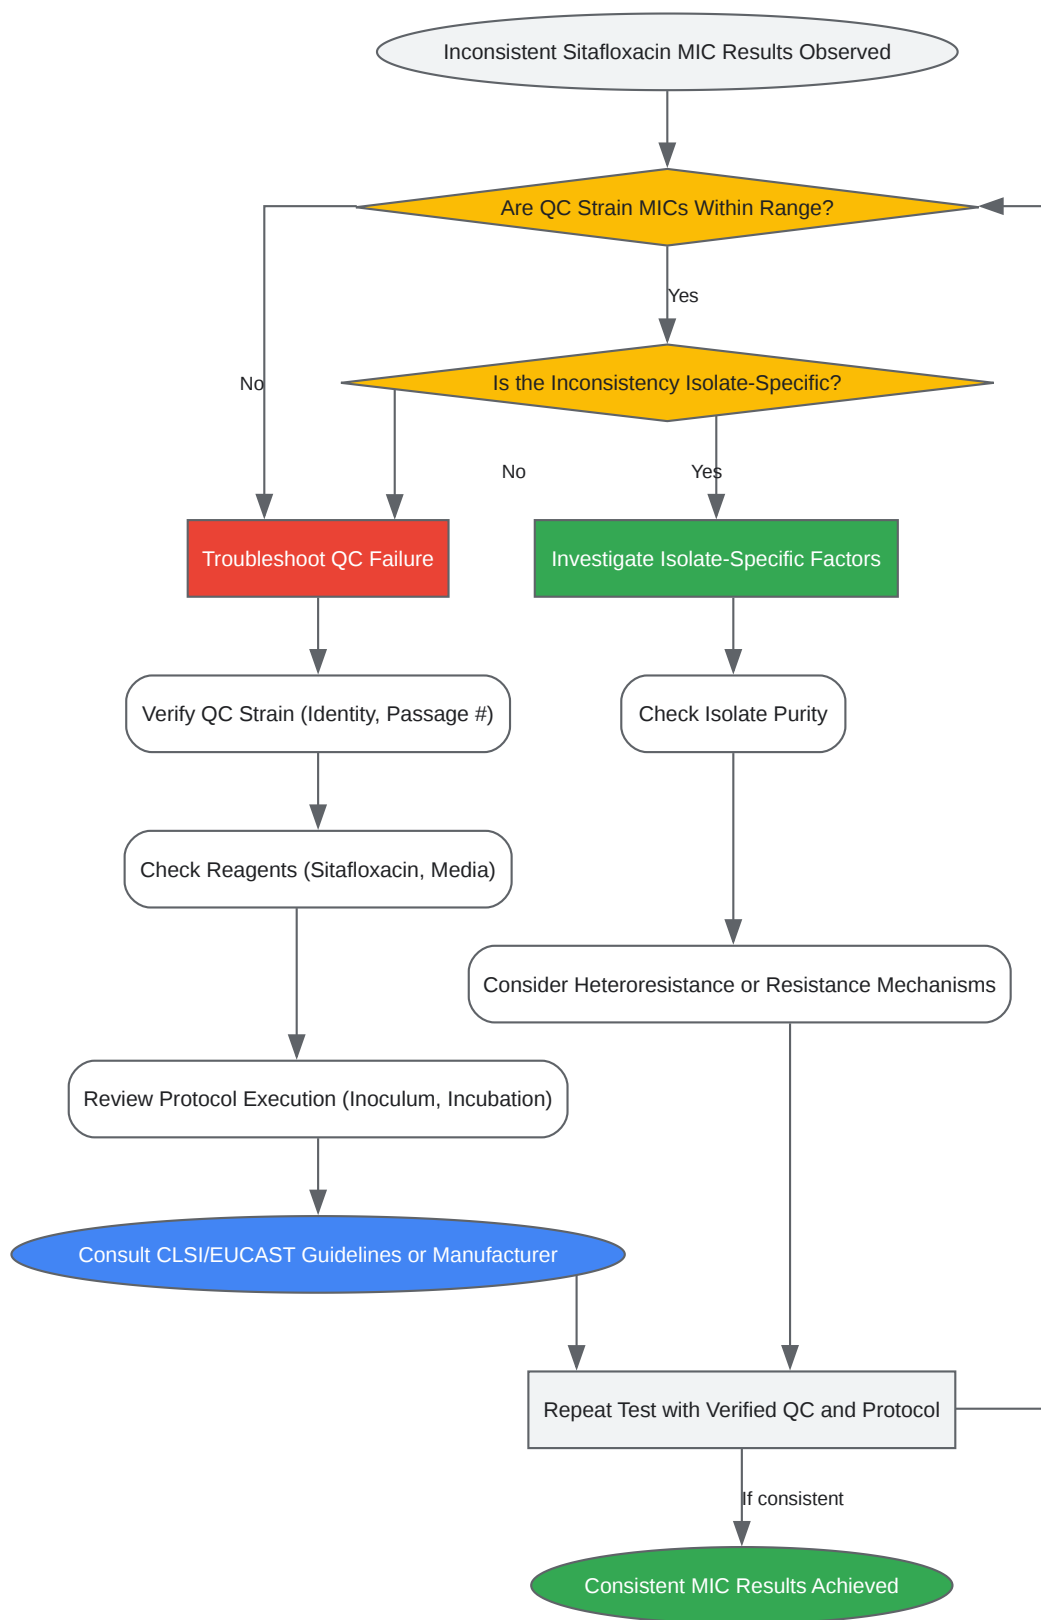 Inconsistent Sitafloxacin MIC Results Observed
Are QC Strain MICs Within Range?
Yes
No
Is the Inconsistency Isolate-Specific?
No
Yes
Troubleshoot QC Failure
Investigate Isolate-Specific Factors
Verify QC Strain (Identity, Passage #)
Check Isolate Purity
Check Reagents (Sitafloxacin, Media)
Consider Heteroresistance or Resistance Mechanisms
Review Protocol Execution (Inoculum, Incubation)
Consult CLSI/EUCAST Guidelines or Manufacturer
Repeat Test with Verified QC and Protocol
If consistent
Consistent MIC Results Achieved